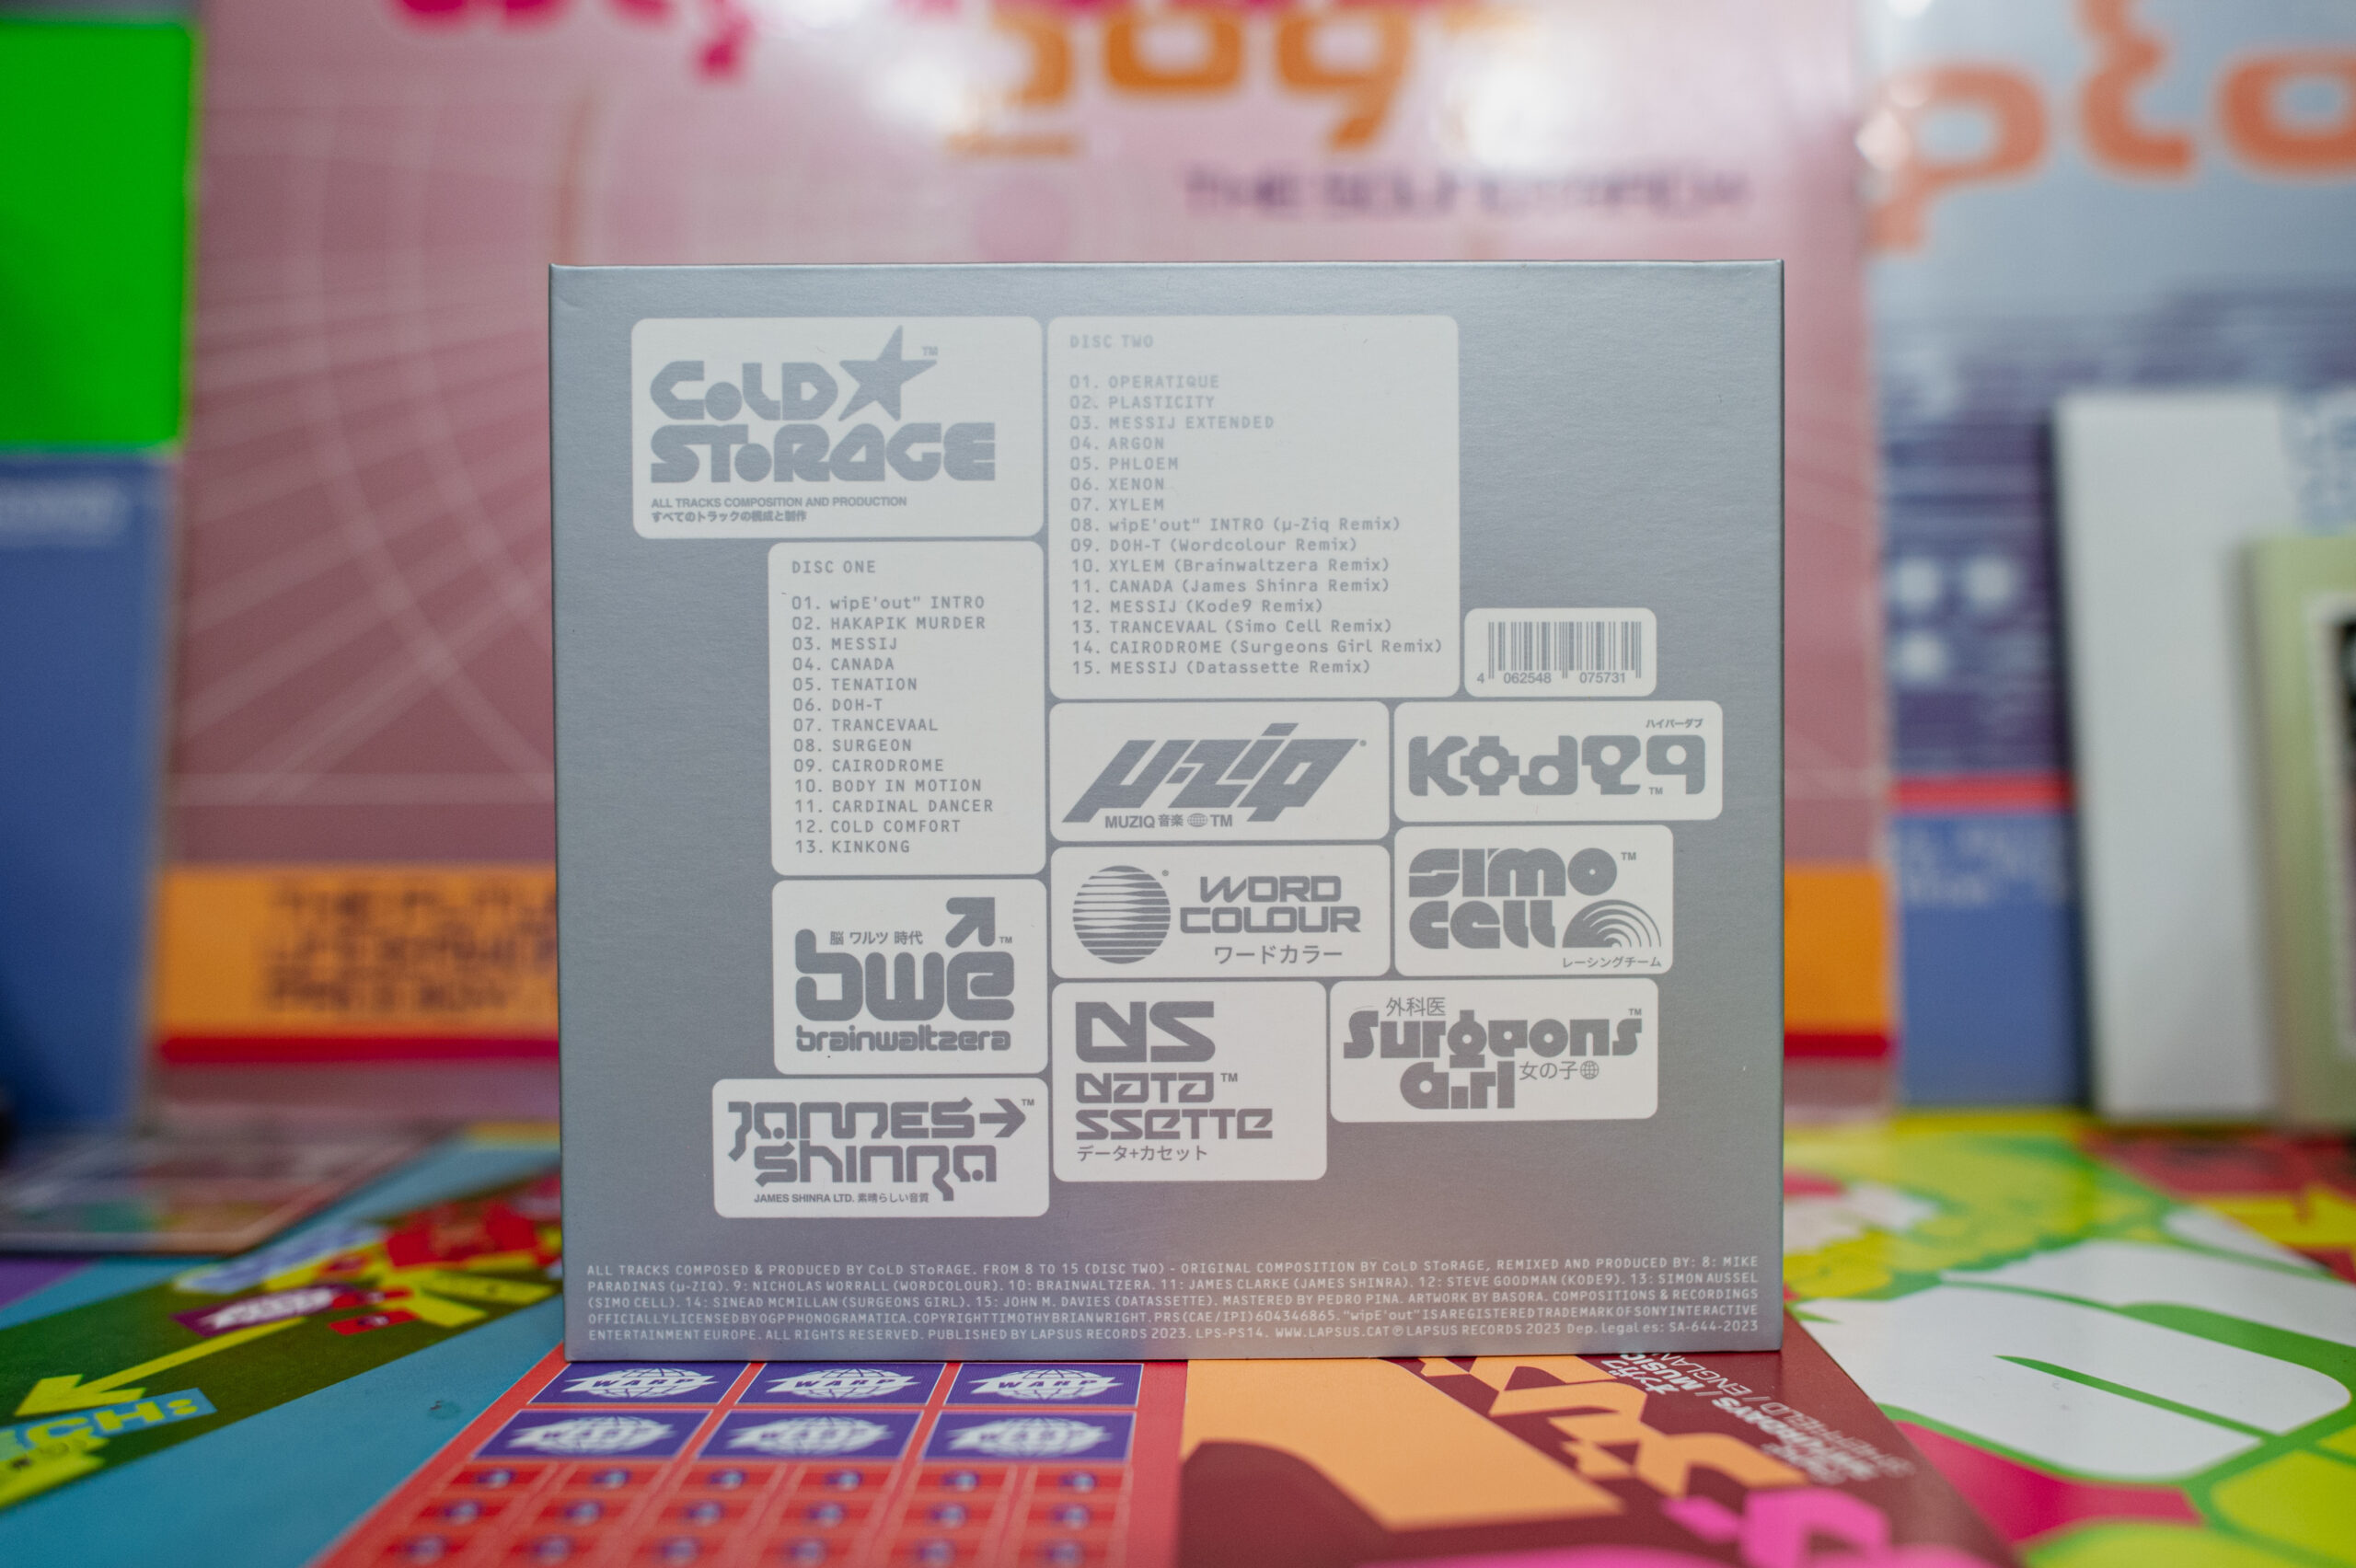 THE SOUNDTRACK
CoLD
SToRAGE
TM
ALL TRACKS COMPOSITION AND PRODUCTION
すべてのトラックの構成と制作
DISC ONE
01. wipE'out" INTRO
02. HAKAPIK MURDER
03. MESSIJ
04. CANADA
05. TENATION
06. DOH-T
07. TRANCEVAAL
08. SURGEON
09. CAIRODROME
10. BODY IN MOTION
11. CARDINAL DANCER
12. COLD COMFORT
13. KINKONG
DISC TWO
01. OPERATIQUE
02. PLASTICITY
03. MESSIJ EXTENDED
04. ARGON
05. PHLOEM
06. XENON
07. XYLEM
08. wipE'out" INTRO (µ-Ziq Remix)
09. DOH-T (Wordcolour Remix)
10. XYLEM (Brainwaltzera Remix)
11. CANADA (James Shinra Remix)
12. MESSIJ (Kode9 Remix)
13. TRANCEVAAL (Simo Cell Remix)
14. CAIRODROME (Surgeons Girl Remix)
15. MESSIJ (Datassette Remix)
4 062548 075731
µ-ziq
MUZIQ 音楽 TM
ハイパーダブ
Kode9
TM
WORD
COLOUR
ワードカラー
simo
cell
TM
レーシングチーム
脳 ワルツ 時代
bwe
TM
brainwaltzera
DS
DATA
SSETTE
TM
データ+カセット
外科医
Surgeons
Girl
TM
女の子
JAMES
SHINRA
TM
JAMES SHINRA LTD. 素晴らしい音質
ALL TRACKS COMPOSED & PRODUCED BY CoLD SToRAGE. FROM 8 TO 15 (DISC TWO) - ORIGINAL COMPOSITION BY CoLD SToRAGE, REMIXED AND PRODUCED BY: 8: MIKE
PARADINAS (µ-ZIQ). 9: NICHOLAS WORRALL (WORDCOLOUR). 10: BRAINWALTZERA. 11: JAMES CLARKE (JAMES SHINRA). 12: STEVE GOODMAN (KODE9). 13: SIMON AUSSEL
(SIMO CELL). 14: SINEAD MCMILLAN (SURGEONS GIRL). 15: JOHN M. DAVIES (DATASSETTE). MASTERED BY PEDRO PINA. ARTWORK BY BASORA. COMPOSITIONS & RECORDINGS
OFFICIALLY LICENSED BY OGP PHONOGRAMATICA. COPYRIGHT TIMOTHY BRIAN WRIGHT. PRS (CAE/IPI) 604346865. "wipE'out" IS A REGISTERED TRADEMARK OF SONY INTERACTIVE
ENTERTAINMENT EUROPE. ALL RIGHTS RESERVED. PUBLISHED BY LAPSUS RECORDS 2023. LPS-PS14. WWW.LAPSUS.CAT ℗ LAPSUS RECORDS 2023 Dep. legal es: SA-644-2023
WARP WARP WARP
WARP WARP WARP